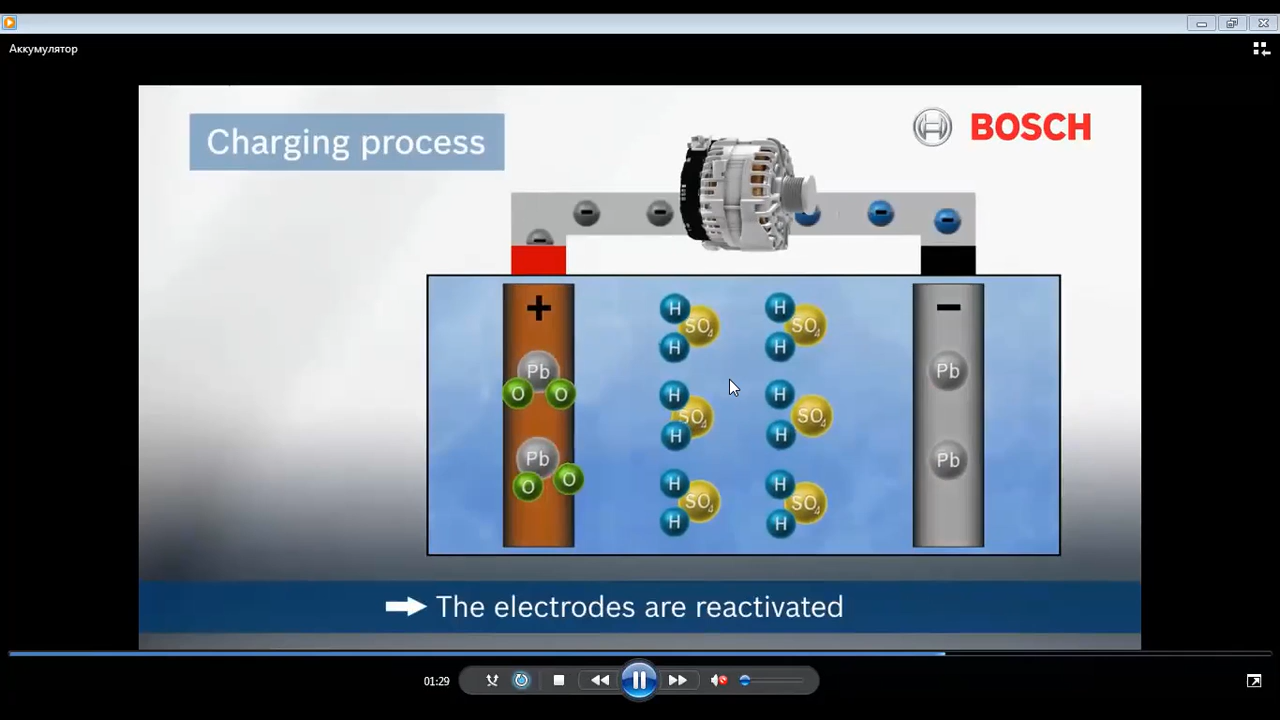 Аккумулятор
Charging process
BOSCH
- - - - - -
+ -
H SO₄ H SO₄
H H
Pb Pb
O O
H SO₄ H SO₄
H H
Pb Pb
O O
H SO₄ H SO₄
H H
The electrodes are reactivated
01:29